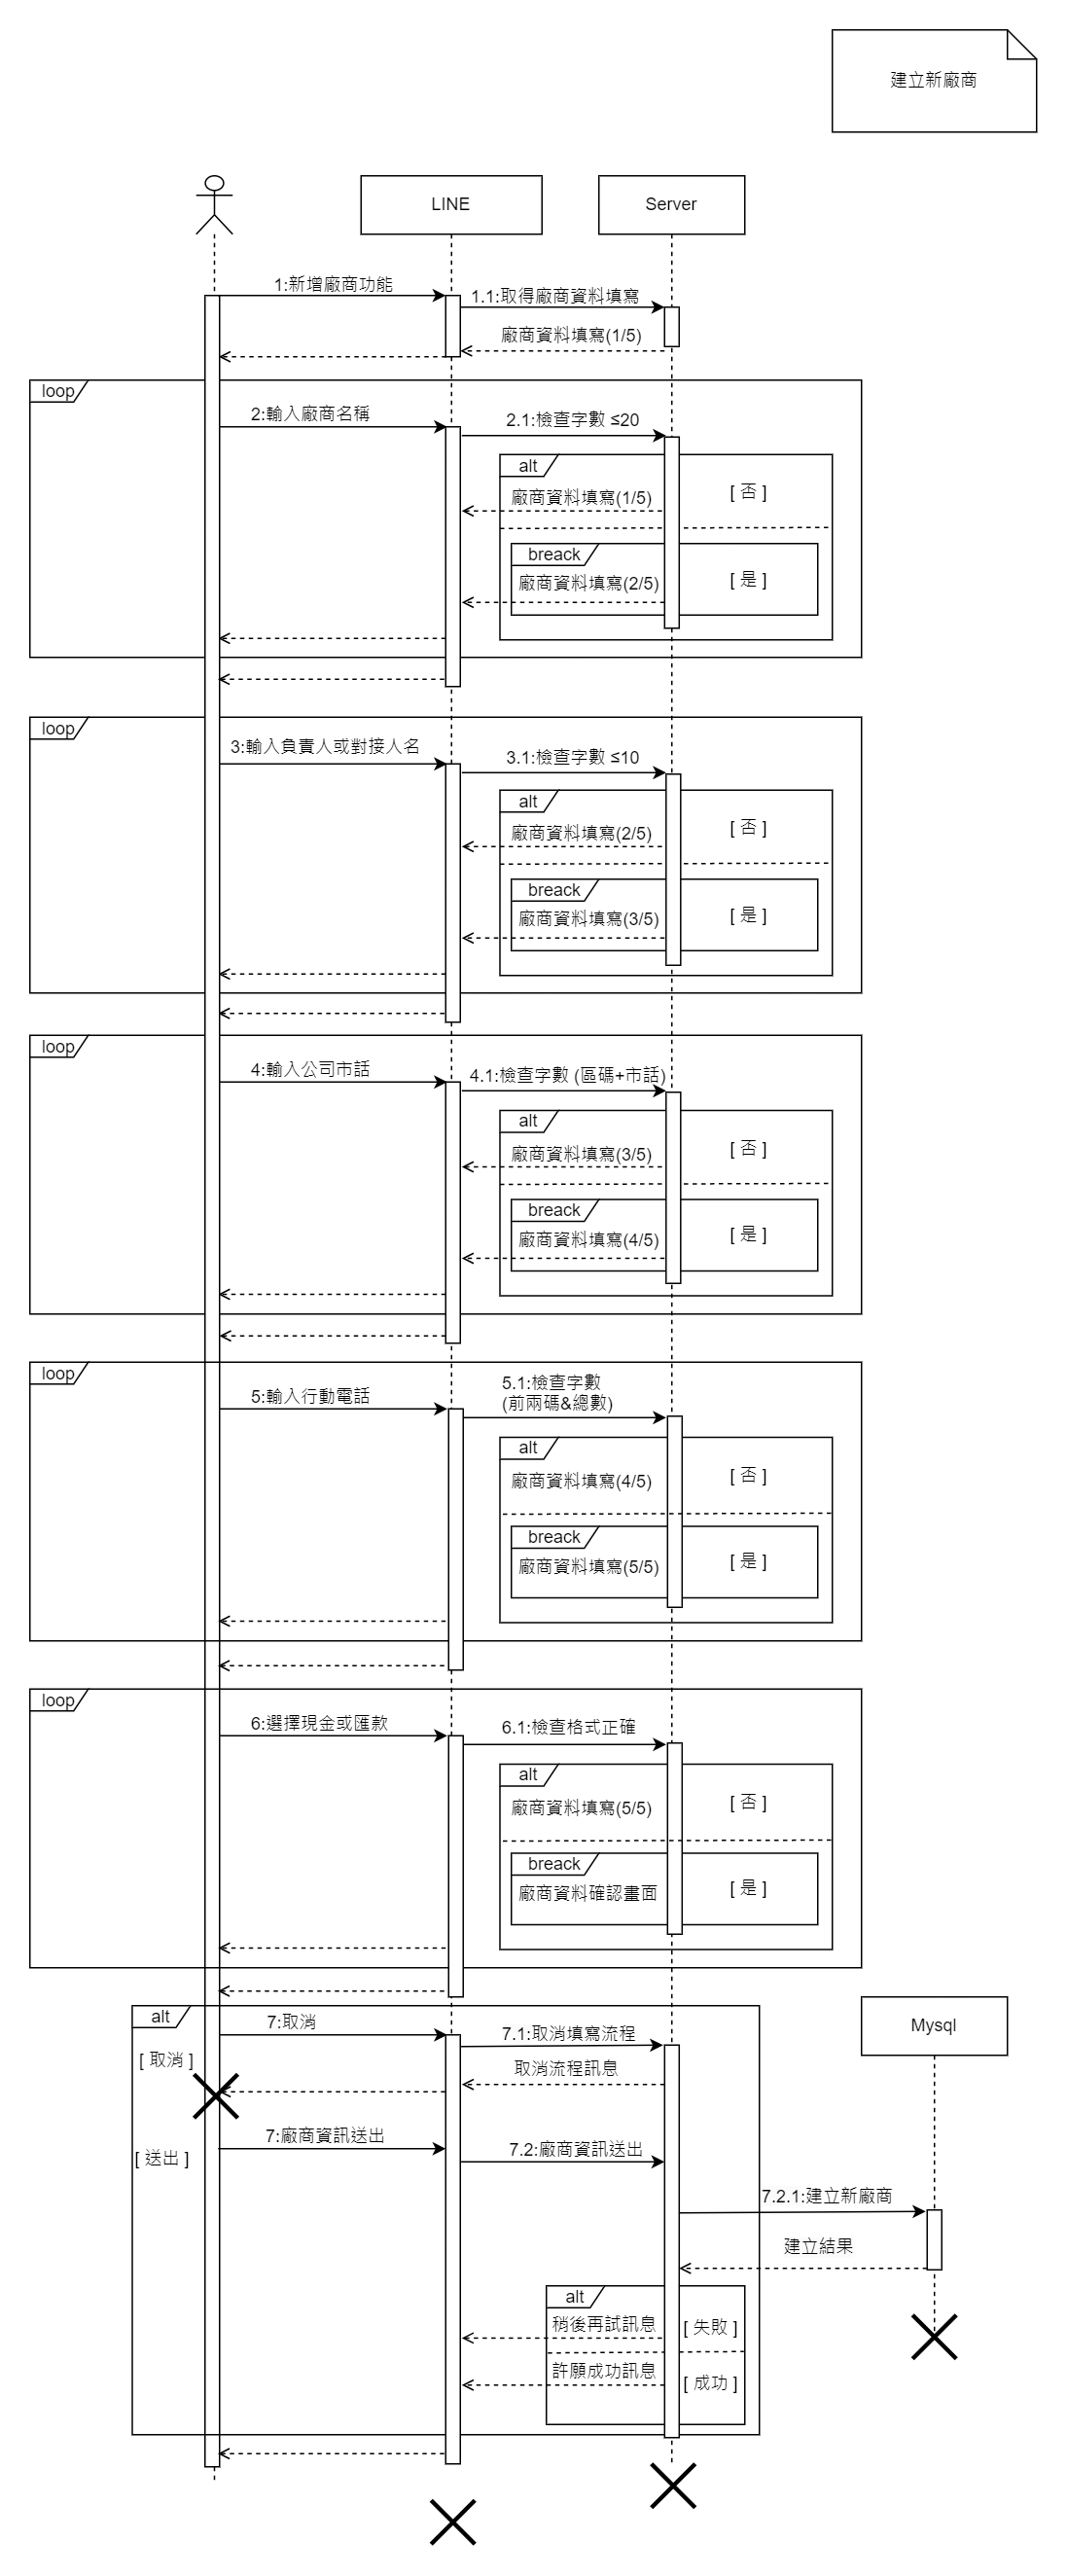 建立新廠商
LINE
Server
1:新增廠商功能
1.1:取得廠商資料填寫
廠商資料填寫(1/5)
loop
2:輸入廠商名稱
2.1:檢查字數 ≤20
alt
廠商資料填寫(1/5)
[ 否 ]
breack
廠商資料填寫(2/5)
[ 是 ]
loop
3:輸入負責人或對接人名
3.1:檢查字數 ≤10
alt
廠商資料填寫(2/5)
[ 否 ]
breack
廠商資料填寫(3/5)
[ 是 ]
loop
4:輸入公司市話
4.1:檢查字數 (區碼+市話)
alt
廠商資料填寫(3/5)
[ 否 ]
breack
廠商資料填寫(4/5)
[ 是 ]
loop
5:輸入行動電話
5.1:檢查字數
(前兩碼&總數)
alt
廠商資料填寫(4/5)
[ 否 ]
breack
廠商資料填寫(5/5)
[ 是 ]
loop
6:選擇現金或匯款
6.1:檢查格式正確
alt
廠商資料填寫(5/5)
[ 否 ]
breack
廠商資料確認畫面
[ 是 ]
alt
7:取消
7.1:取消填寫流程
Mysql
[ 取消 ]
取消流程訊息
7:廠商資訊送出
7.2:廠商資訊送出
[ 送出 ]
7.2.1:建立新廠商
建立結果
alt
稍後再試訊息
[ 失敗 ]
許願成功訊息
[ 成功 ]